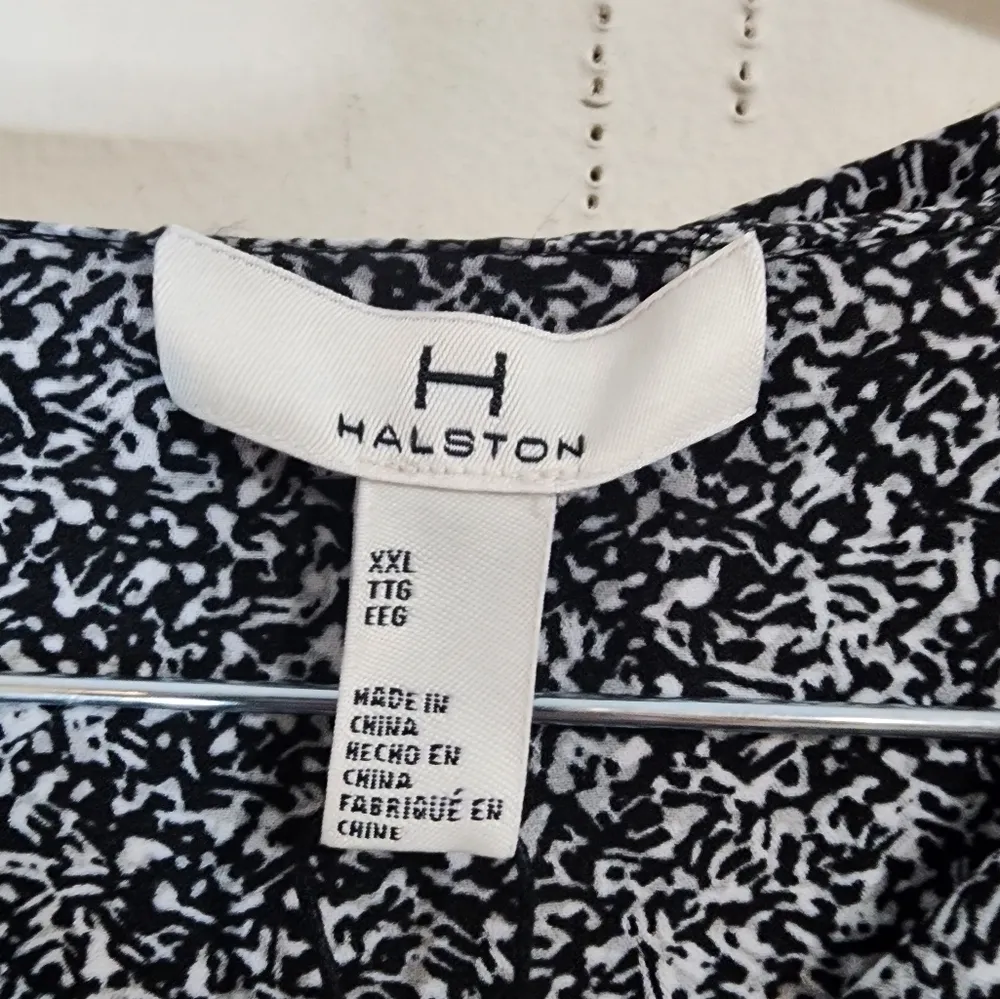 H
HALSTON
XXL
TTG
EEG
MADE IN
CHINA
HECHO EN
CHINA
FABRIQUÉ EN
CHINE